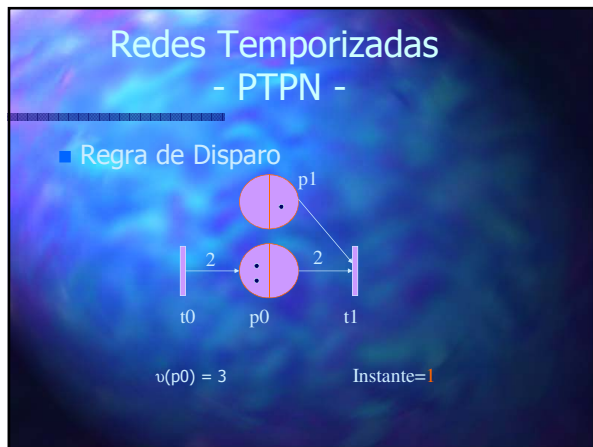 Redes Temporizadas
- PTPN -
Regra de Disparo
p1
2
2
t0
p0
t1
υ(p0) = 3
Instante=1